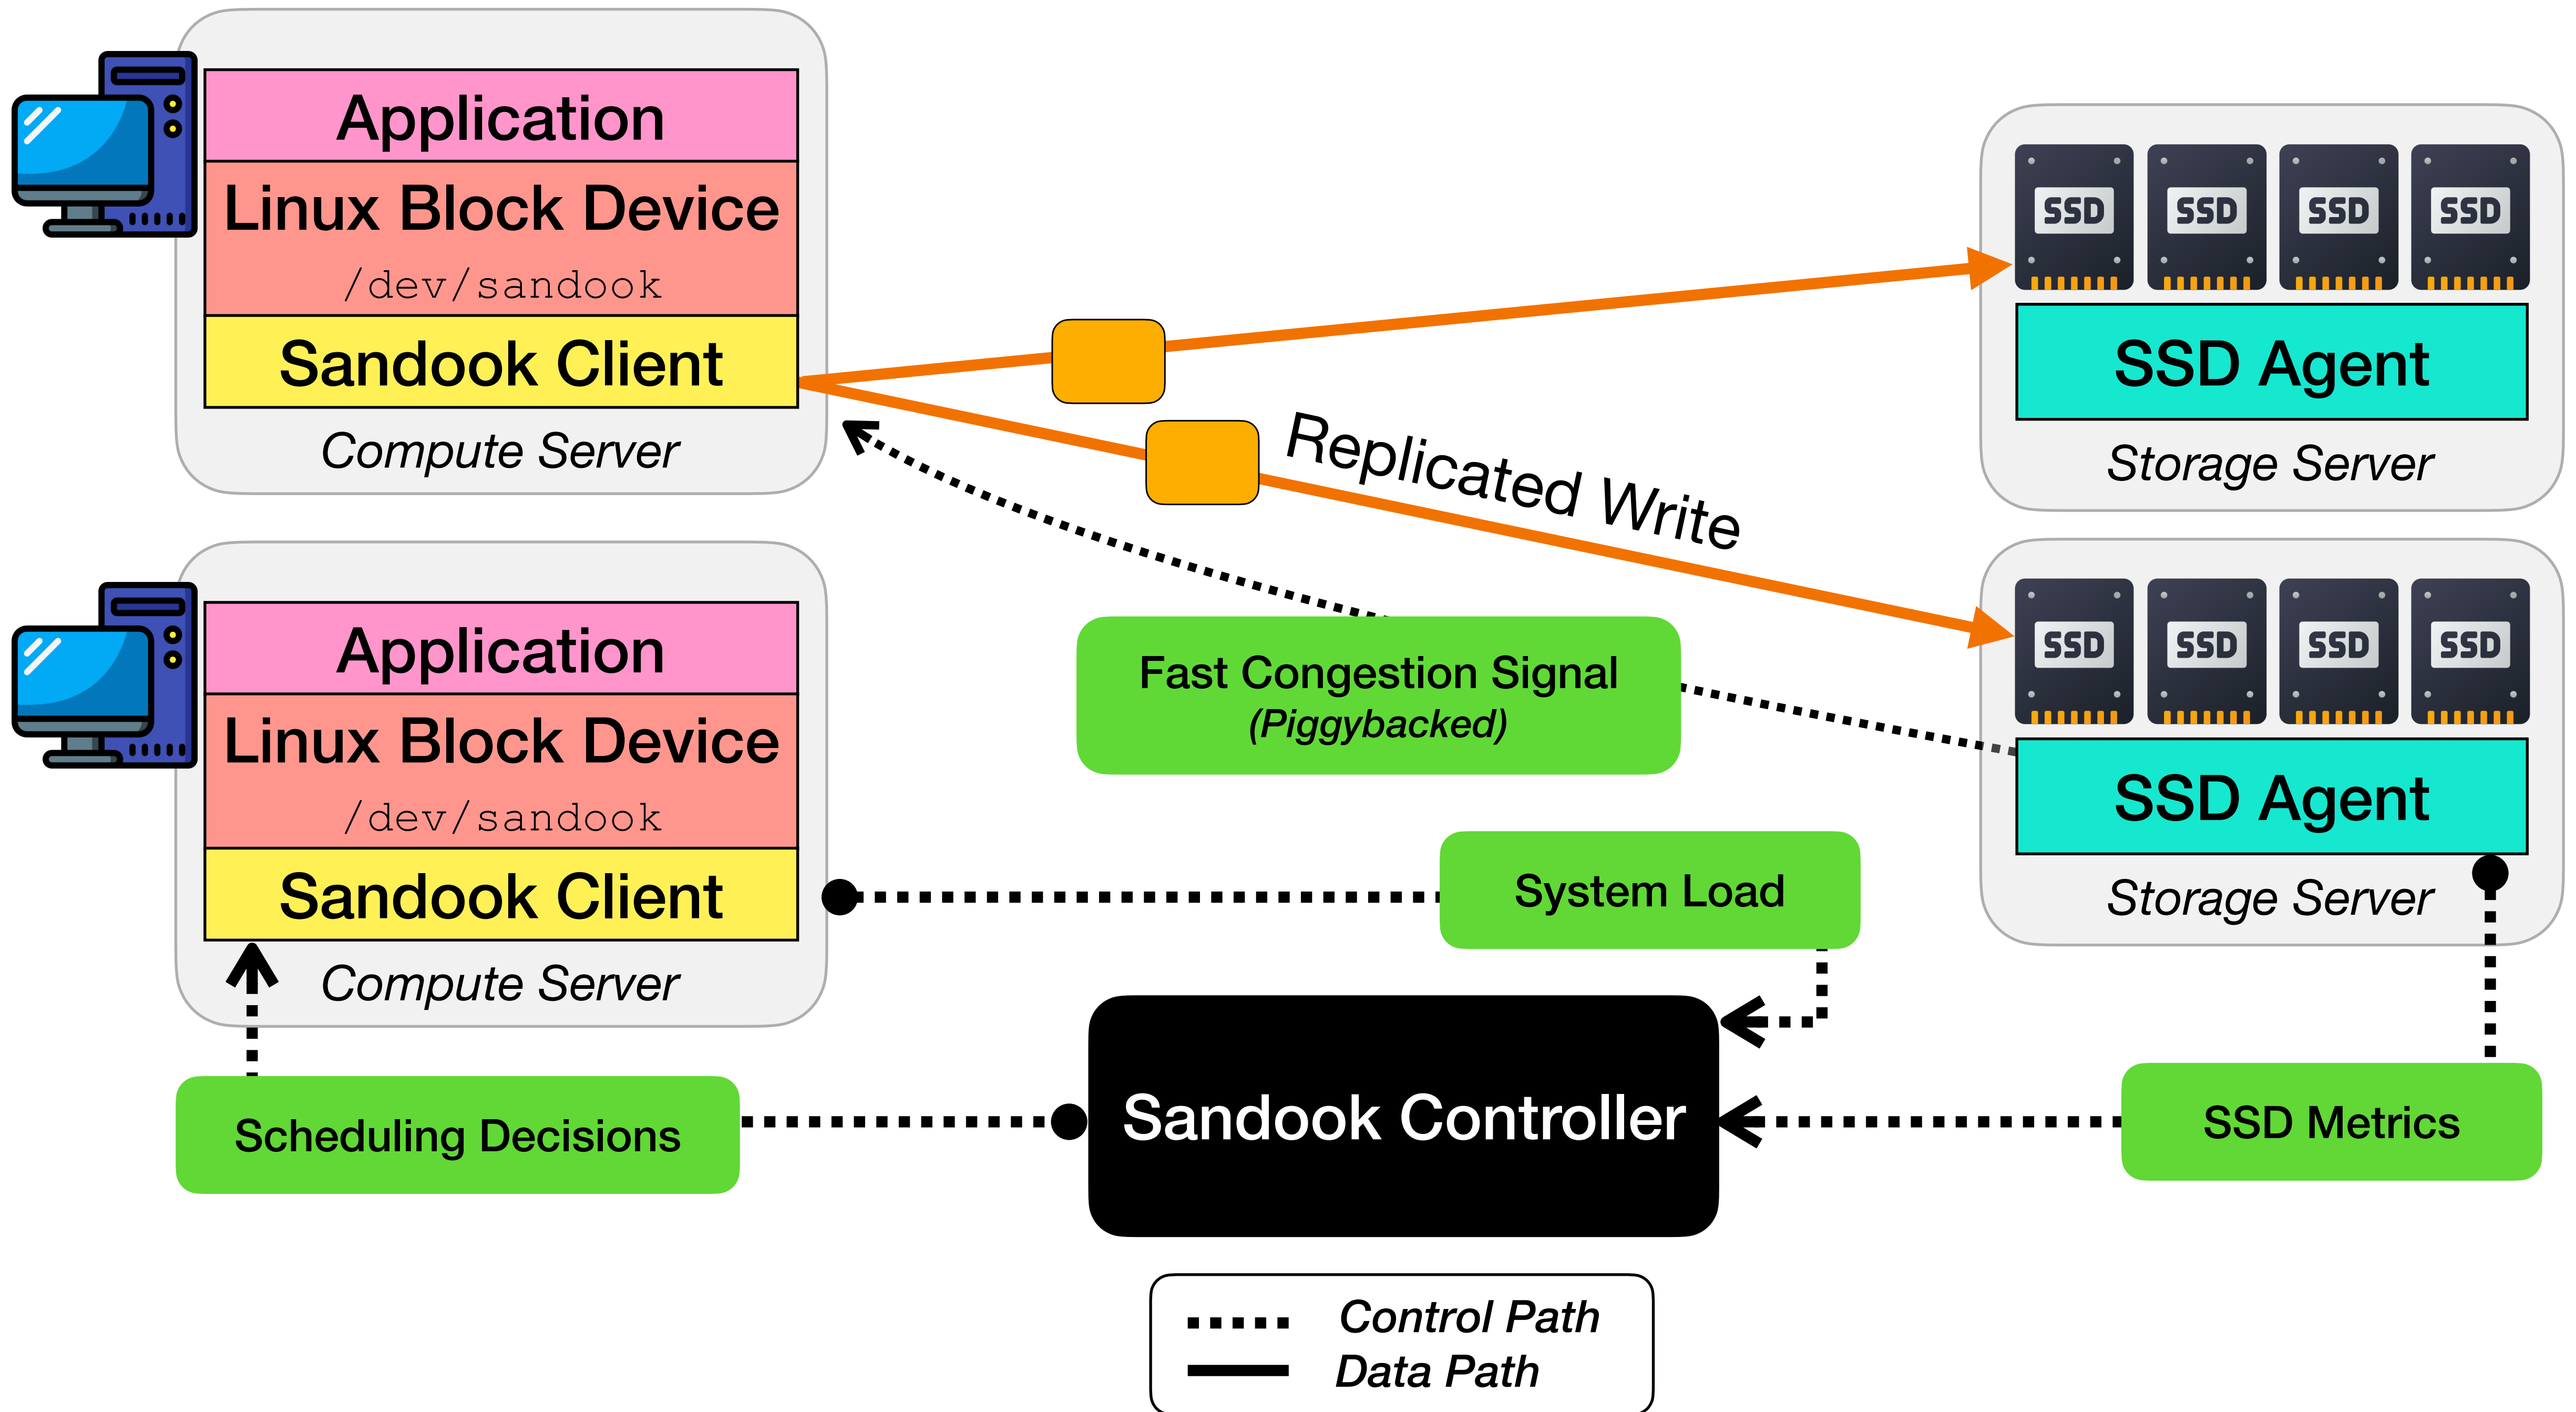 Application
Linux Block Device
/dev/sandook
Sandook Client
Compute Server
SSD SSD SSD SSD
SSD Agent
Storage Server
Replicated Write
Application
Linux Block Device
/dev/sandook
Sandook Client
Compute Server
Fast Congestion Signal
(Piggybacked)
SSD SSD SSD SSD
SSD Agent
Storage Server
System Load
Scheduling Decisions
Sandook Controller
SSD Metrics
Control Path
Data Path